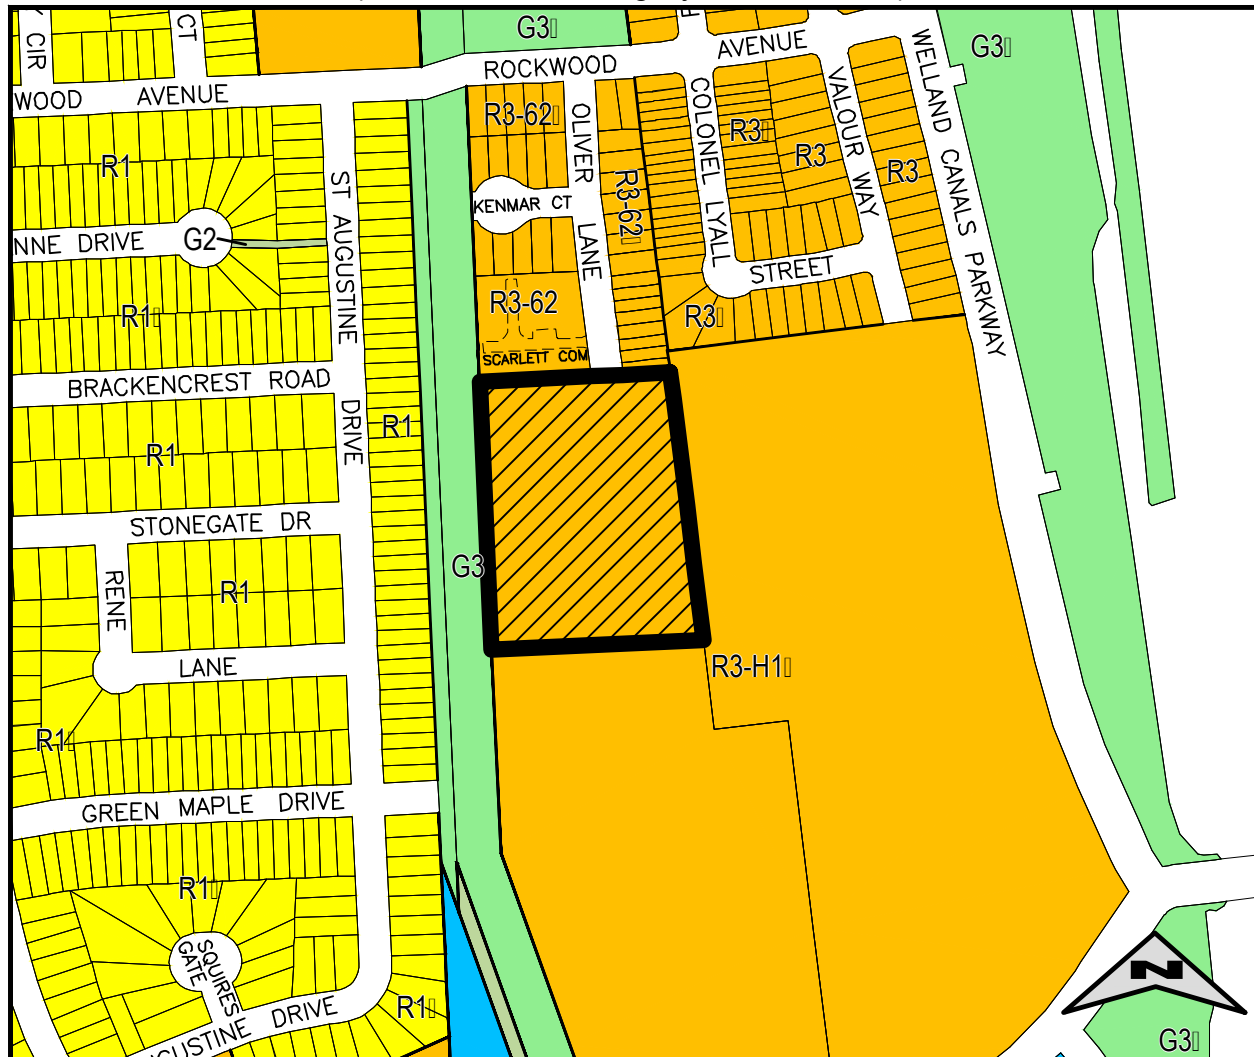 G3
G3
CIR
CT
AVENUE
ROCKWOOD
WOOD AVENUE
WELLAND CANALS PARKWAY
R3-62
OLIVER LANE
COLONEL LYALL
R3
R3
VALOUR WAY
R3
R1
ST AUGUSTINE DRIVE
KENMAR CT
R3-62
NNE DRIVE
G2
STREET
R3-62
R1
R3
SCARLETT COM
BRACKENCREST ROAD
R1
R1
STONEGATE DR
G3
RENE
R1
LANE
R3-H1
R1
GREEN MAPLE DRIVE
R1
SQUIRES
GATE
N
R1
GUSTINE DRIVE
G3